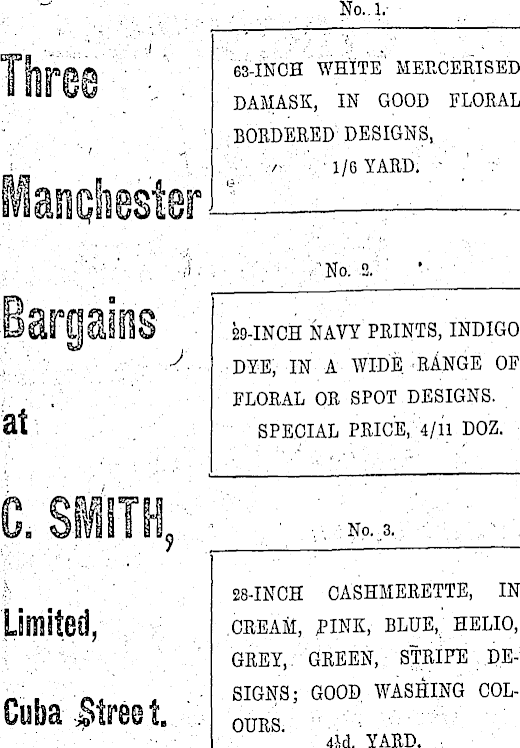 Three
Manchester
Bargains
at
C. SMITH,
Limited,
Cuba Street.
No. 1.
63-INCH WHITE MERCERISED
DAMASK, IN GOOD FLORAL
BORDERED DESIGNS,
1/6 YARD.
No. 2.
29-INCH NAVY PRINTS, INDIGO
DYE, IN A WIDE RANGE OF
FLORAL OR SPOT DESIGNS.
SPECIAL PRICE, 4/11 DOZ.
No. 3.
28-INCH CASHMERETTE, IN
CREAM, PINK, BLUE, HELIO,
GREY, GREEN, STRIPE DE-
SIGNS; GOOD WASHING COL-
OURS.
4½d. YARD.